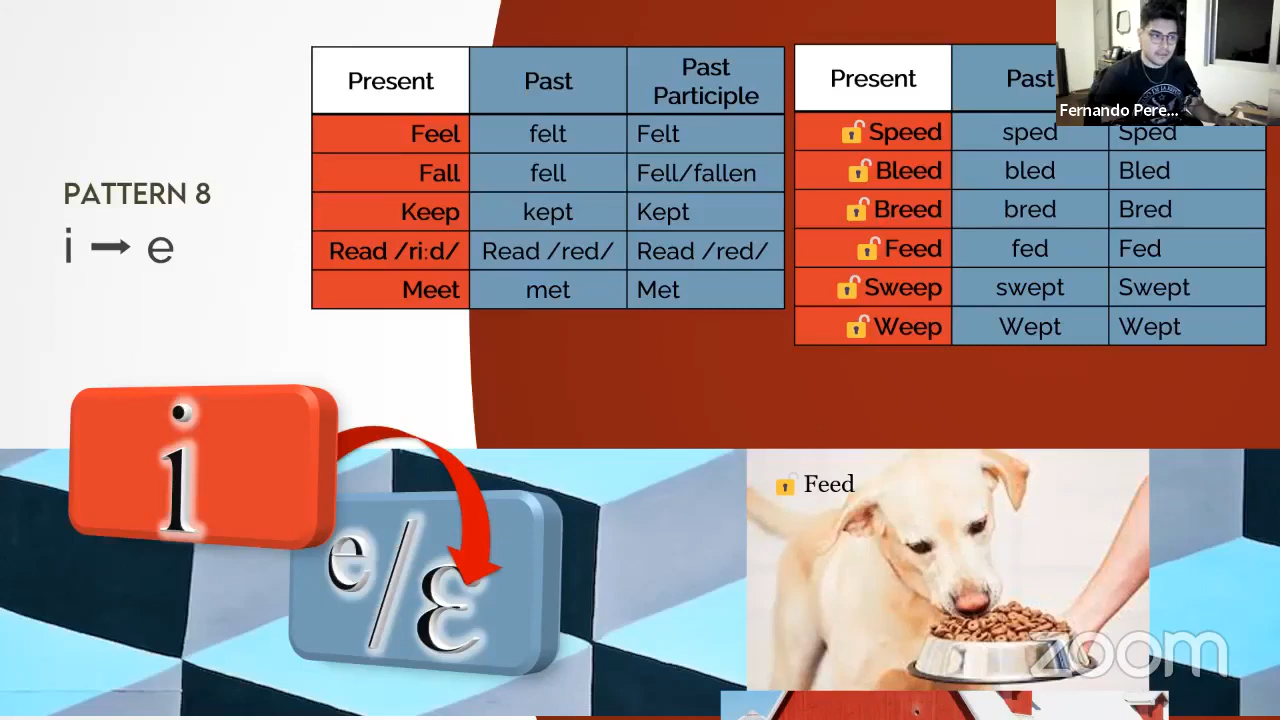 PATTERN 8
i → e
Present Past Past Participle
Feel felt Felt
Fall fell Fell/fallen
Keep kept Kept
Read /ri:d/ Read /red/ Read /red/
Meet met Met
Present Past
Speed sped Sped
Bleed bled Bled
Breed bred Bred
Feed fed Fed
Sweep swept Swept
Weep Wept Wept
Fernando Pere...
i
e/ɛ
Feed
zoom